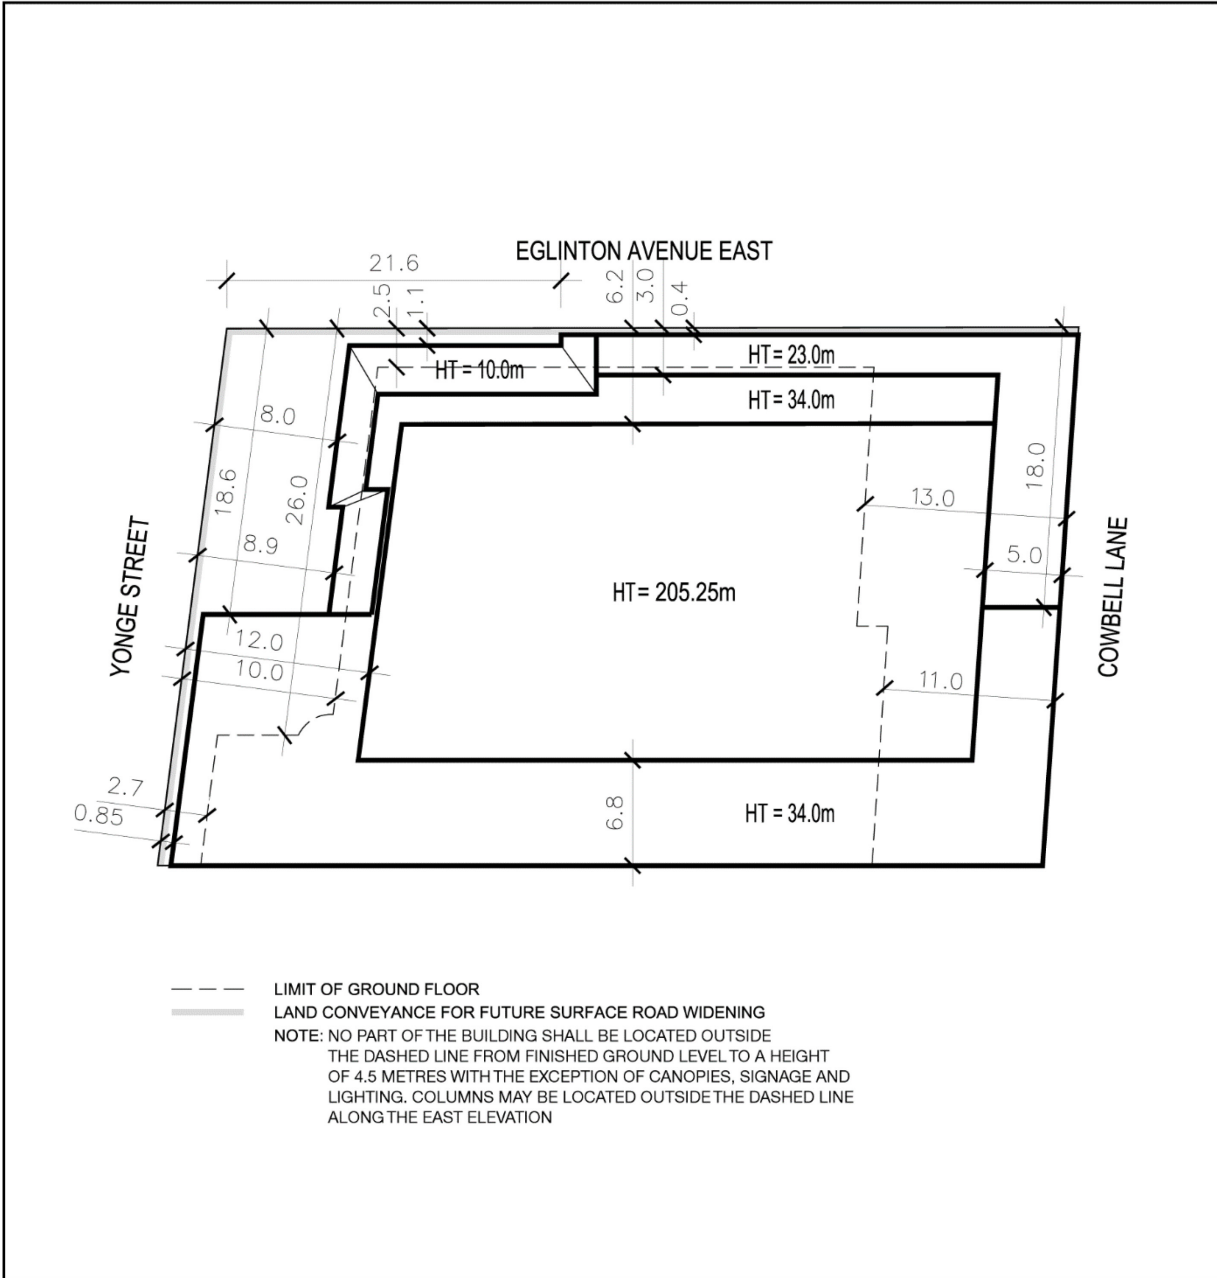 EGLINTON AVENUE EAST
21.6
2.5
1.1
6.2
3.0
0.4
HT = 23.0m
HT = 10.0m
HT = 34.0m
8.0
18.6
26.0
18.0
13.0
8.9
5.0
YONGE STREET
HT = 205.25m
COWBELL LANE
12.0
10.0
11.0
2.7
0.85
6.8
HT = 34.0m
LIMIT OF GROUND FLOOR
LAND CONVEYANCE FOR FUTURE SURFACE ROAD WIDENING
NOTE: NO PART OF THE BUILDING SHALL BE LOCATED OUTSIDE
THE DASHED LINE FROM FINISHED GROUND LEVEL TO A HEIGHT
OF 4.5 METRES WITH THE EXCEPTION OF CANOPIES, SIGNAGE AND
LIGHTING. COLUMNS MAY BE LOCATED OUTSIDE THE DASHED LINE
ALONG THE EAST ELEVATION